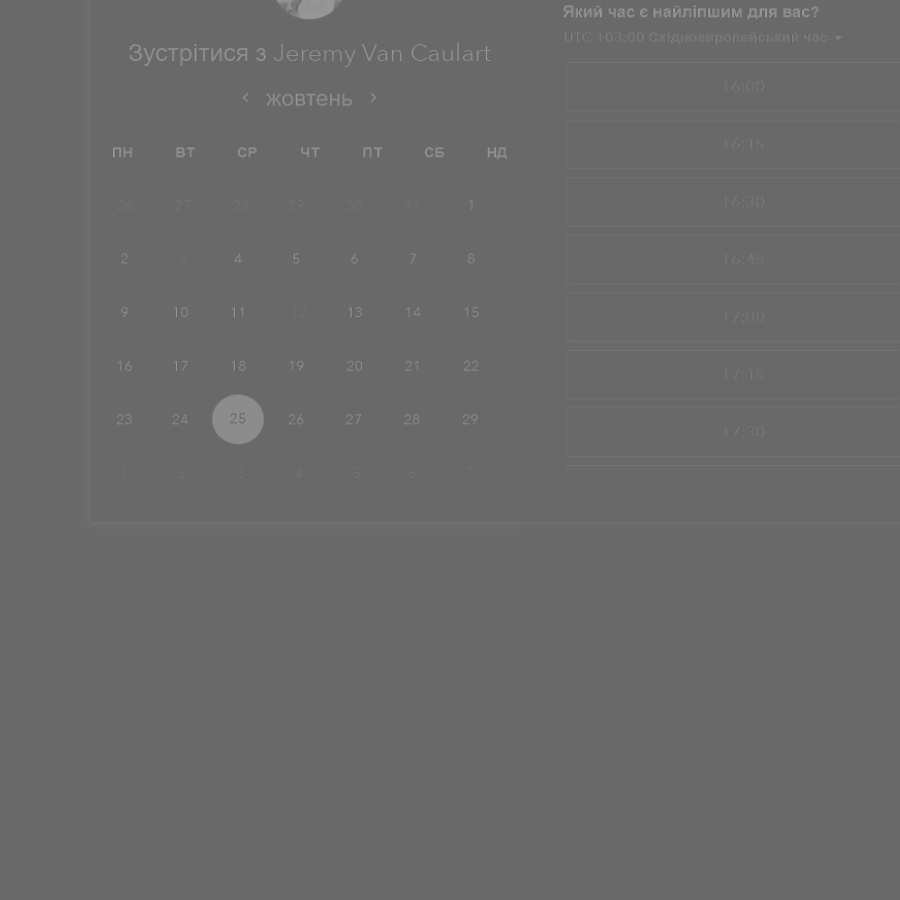 Зустрітися з Jeremy Van Caulart
жовтень
ПН ВТ СР ЧТ ПТ СБ НД
26 27 28 29 30 31 1
2 3 4 5 6 7 8
9 10 11 12 13 14 15
16 17 18 19 20 21 22
23 24 25 26 27 28 29
1 2 3 4 5 6 7
Який час є найліпшим для вас?
UTC +03:00 Східноєвропейський час
16:00
16:15
16:30
16:45
17:00
17:15
17:30